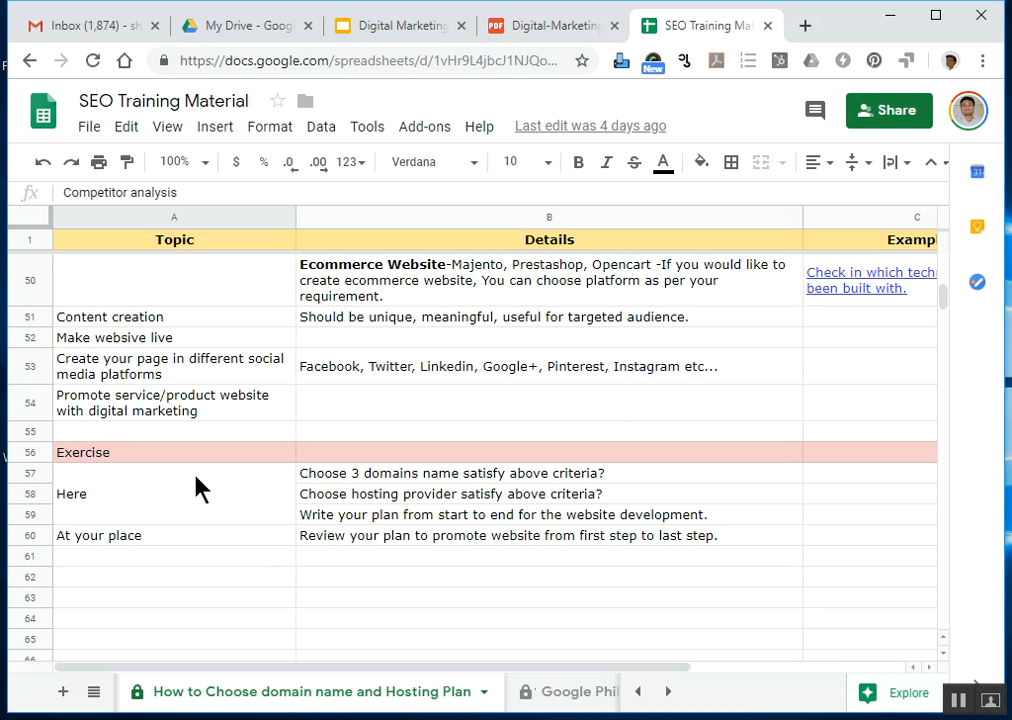 Inbox (1,874) - sh
My Drive - Goog
Digital Marketing
PDF
Digital-Marketing
SEO Training Mat
https://docs.google.com/spreadsheets/d/1vHr9L4jbcJ1NJQo...
New
SEO Training Material
File Edit View Insert Format Data Tools Add-ons Help Last edit was 4 days ago
Share
100% $ % .0 .00 123 Verdana 10 B I S A
fx Competitor analysis
A B C
1 Topic Details Exampl
50 Ecommerce Website-Majento, Prestashop, Opencart -If you would like to
create ecommerce website, You can choose platform as per your
requirement.
Check in which techn
been built with.
51 Content creation Should be unique, meaningful, useful for targeted audience.
52 Make websive live
53 Create your page in different social
media platforms
Facebook, Twitter, Linkedin, Google+, Pinterest, Instagram etc...
54 Promote service/product website
with digital marketing
55
56 Exercise
57 Choose 3 domains name satisfy above criteria?
58 Here Choose hosting provider satisfy above criteria?
59 Write your plan from start to end for the website development.
60 At your place Review your plan to promote website from first step to last step.
61
62
63
64
65
66
How to Choose domain name and Hosting Plan
Google Phil
Explore
31